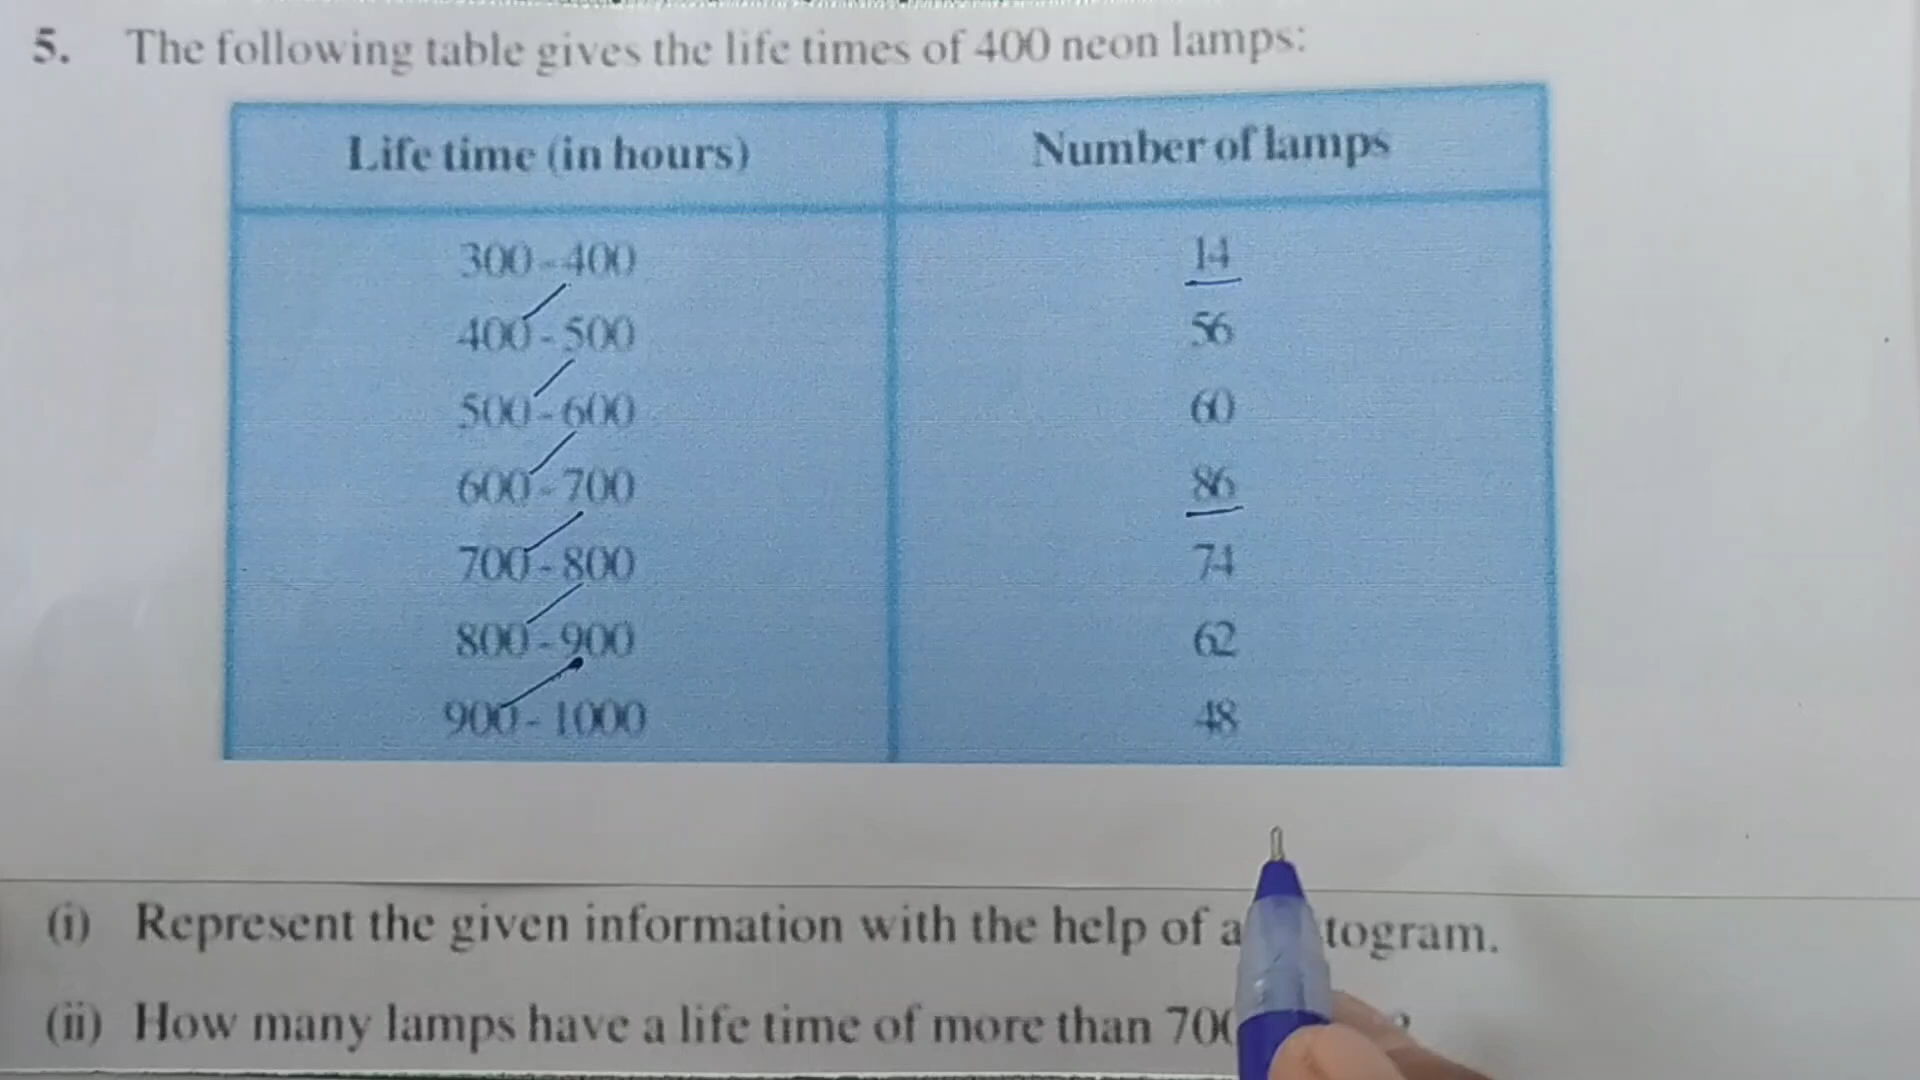 5. The following table gives the life times of 400 neon lamps:
Life time (in hours) Number of lamps
300 - 400 14
400 - 500 56
500 - 600 60
600 - 700 86
700 - 800 74
800 - 900 62
900 - 1000 48
(i) Represent the given information with the help of a togram.
(ii) How many lamps have a life time of more than 70